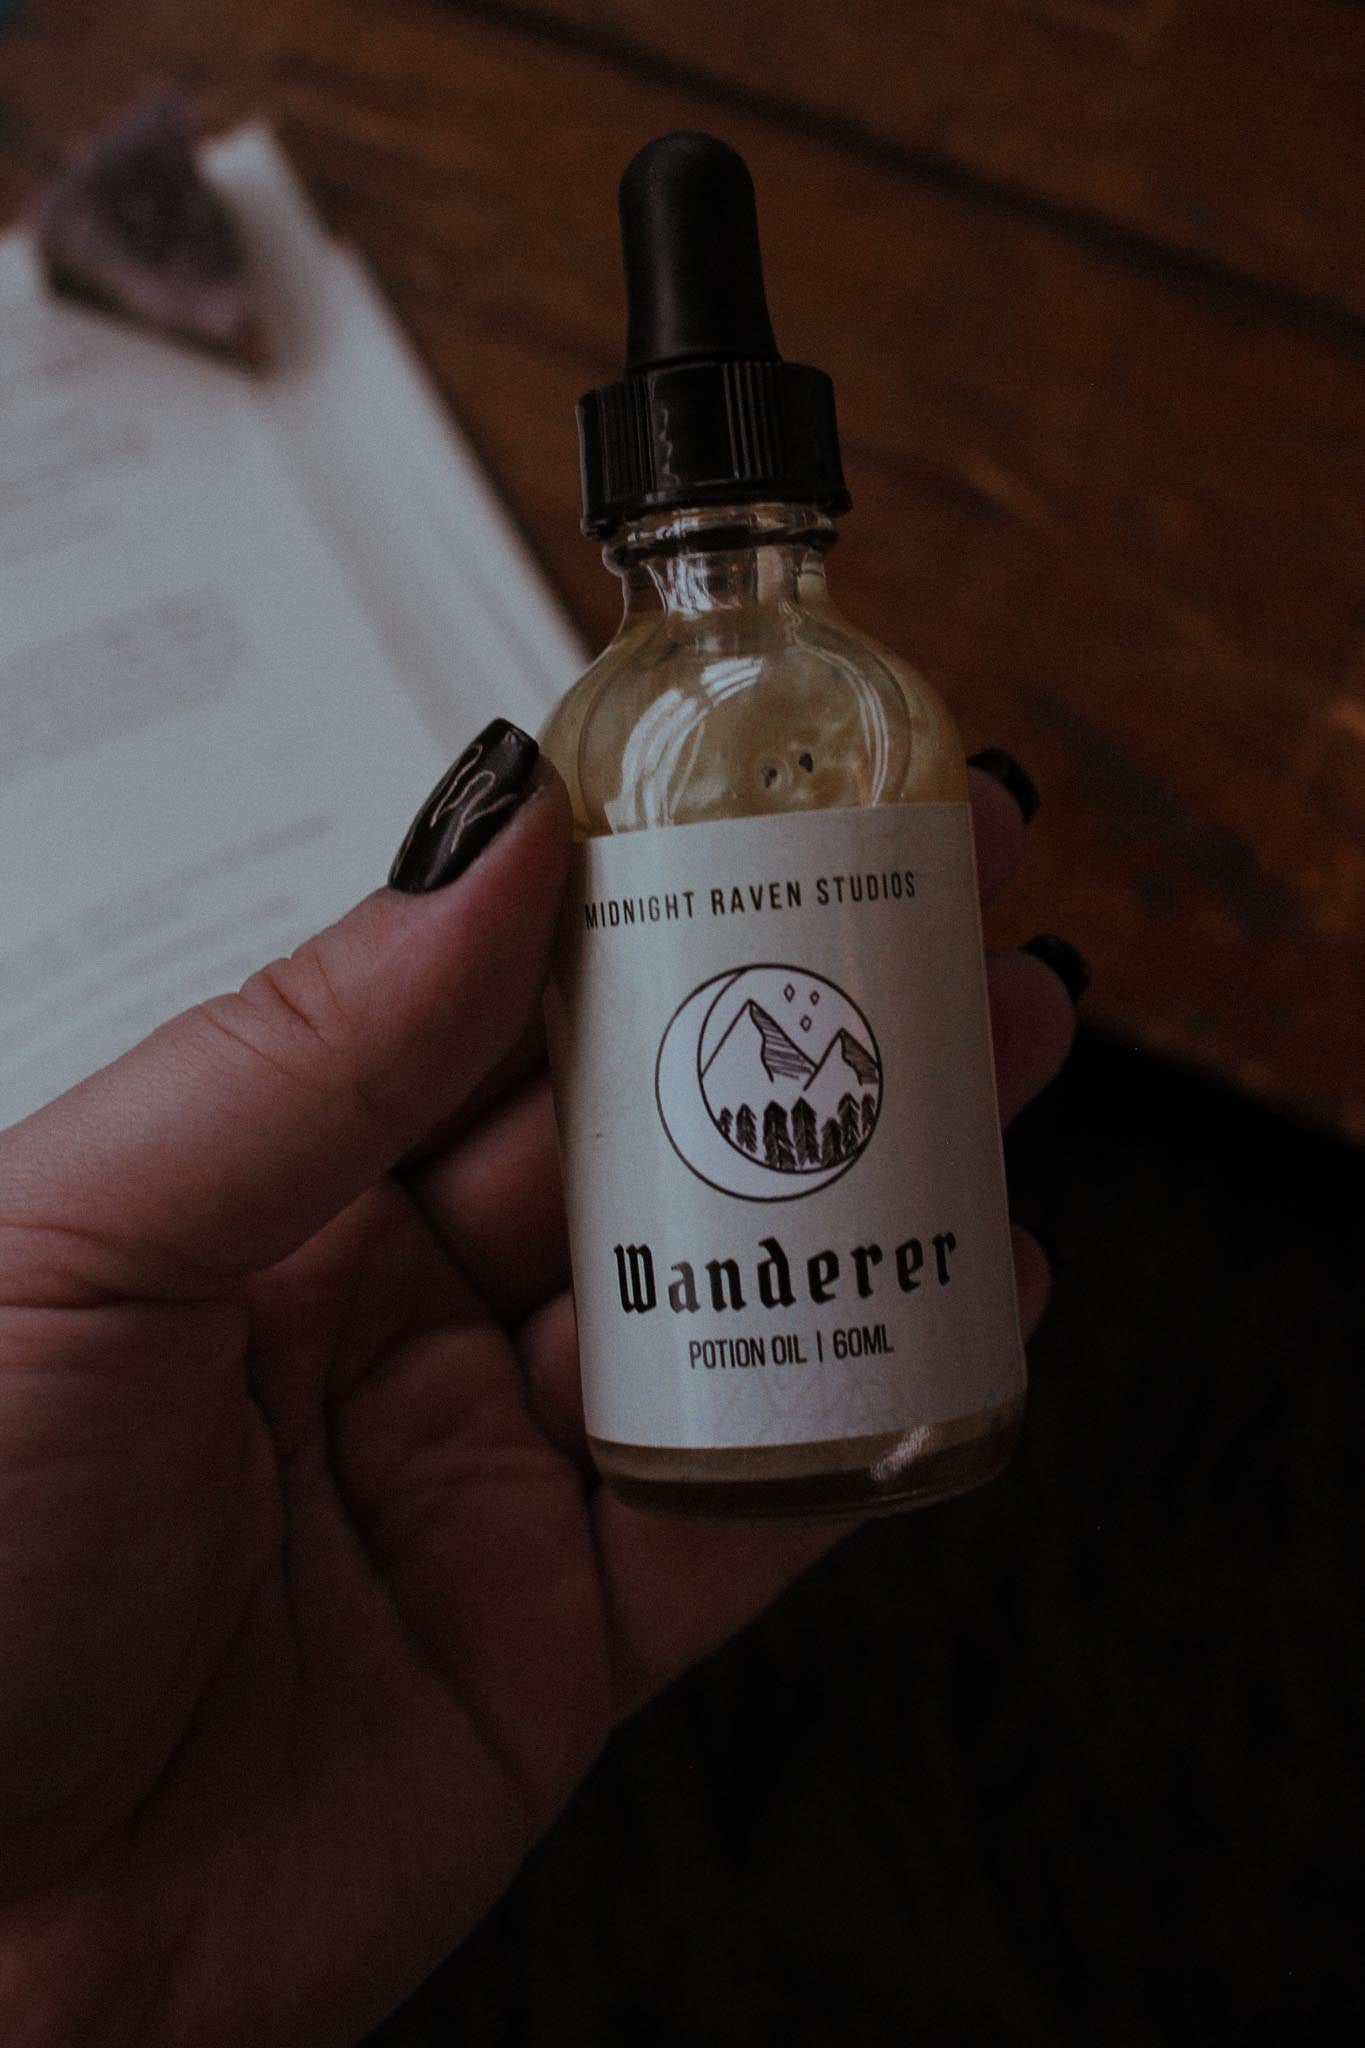 MIDNIGHT RAVEN STUDIOS
Wanderer
POTION OIL | 60ML